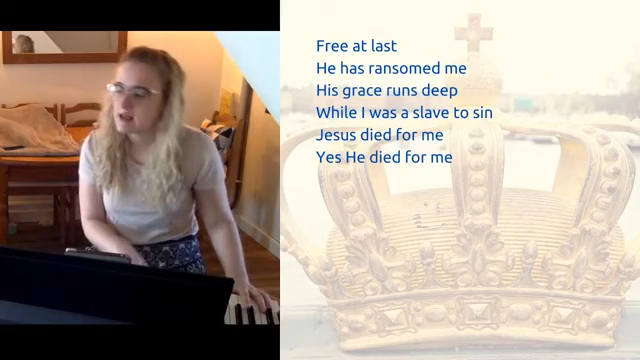 Free at last
He has ransomed me
His grace runs deep
While I was a slave to sin
Jesus died for me
Yes He died for me